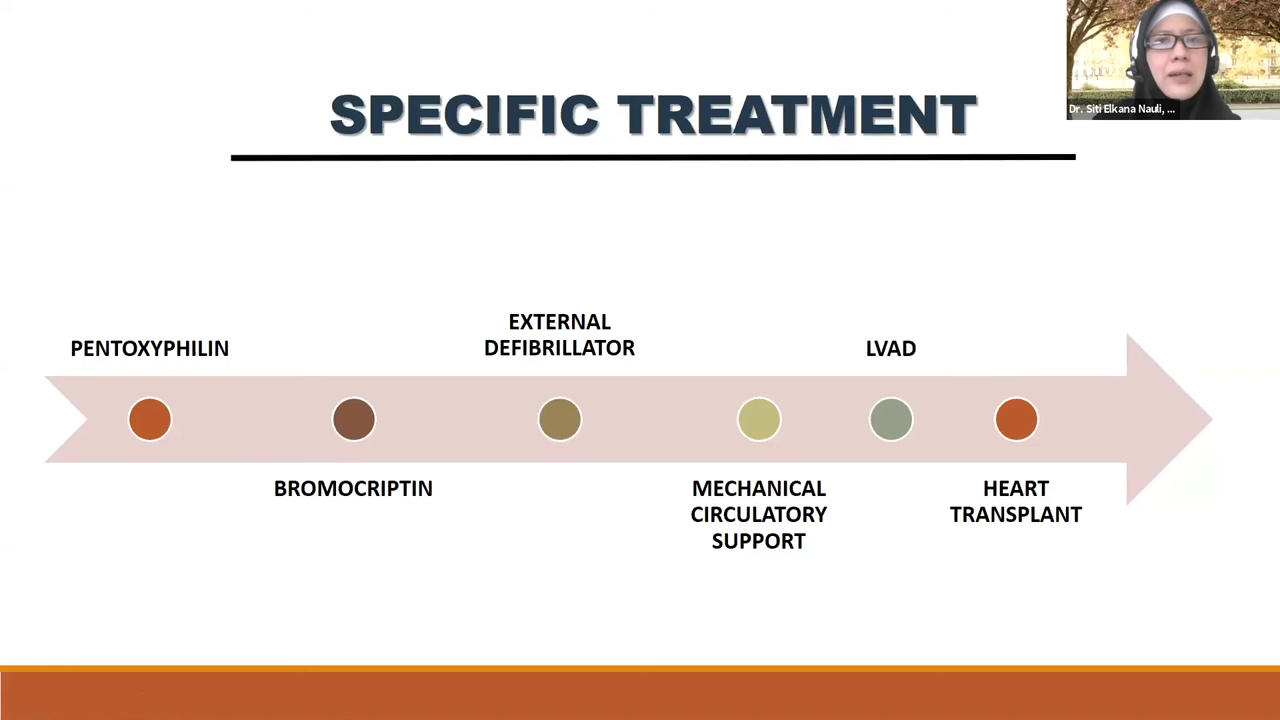 SPECIFIC TREATMENT
Dr. Siti Elkana Nauli, ...
PENTOXYPHILIN
BROMOCRIPTIN
EXTERNAL
DEFIBRILLATOR
MECHANICAL
CIRCULATORY
SUPPORT
LVAD
HEART
TRANSPLANT